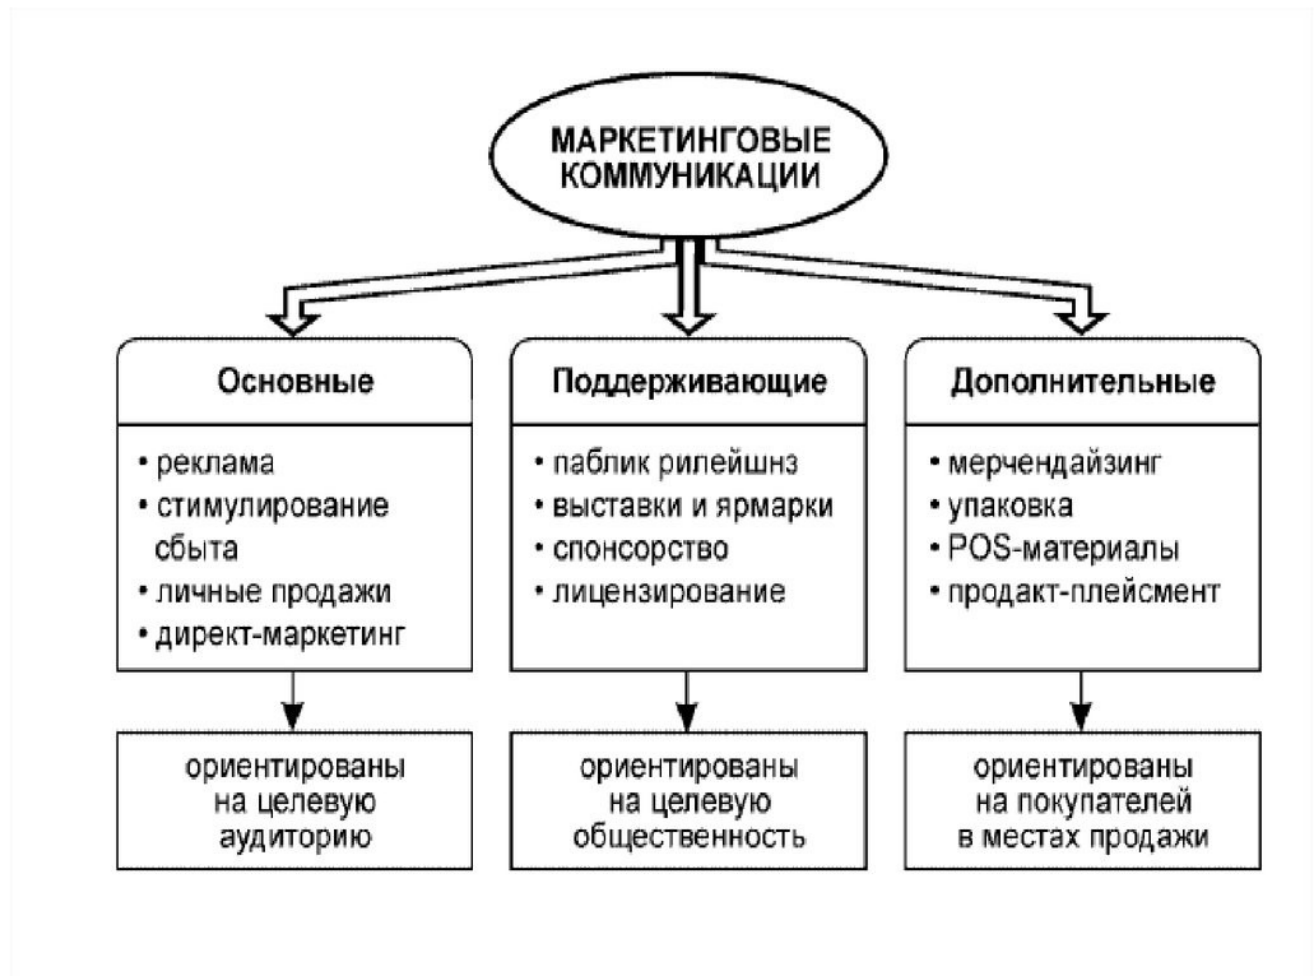 МАРКЕТИНГОВЫЕ
КОММУНИКАЦИИ
Основные
• реклама
• стимулирование
сбыта
• личные продажи
• директ-маркетинг
ориентированы
на целевую
аудиторию
Поддерживающие
• паблик рилейшнз
• выставки и ярмарки
• спонсорство
• лицензирование
ориентированы
на целевую
общественность
Дополнительные
• мерчендайзинг
• упаковка
• POS-материалы
• продакт-плейсмент
ориентированы
на покупателей
в местах продажи